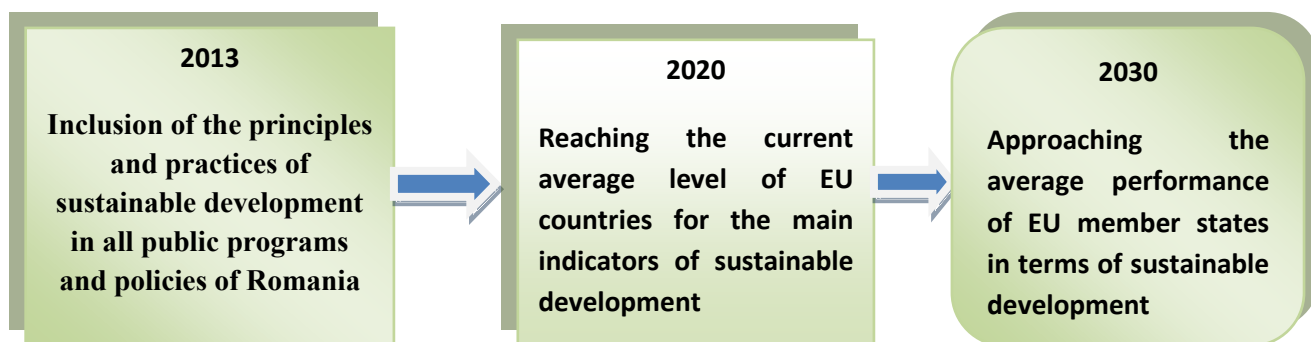 2013
Inclusion of the principles
and practices of
sustainable development
in all public programs
and policies of Romania
2020
Reaching the current
average level of EU
countries for the main
indicators of sustainable
development
2030
Approaching the
average performance
of EU member states
in terms of sustainable
development